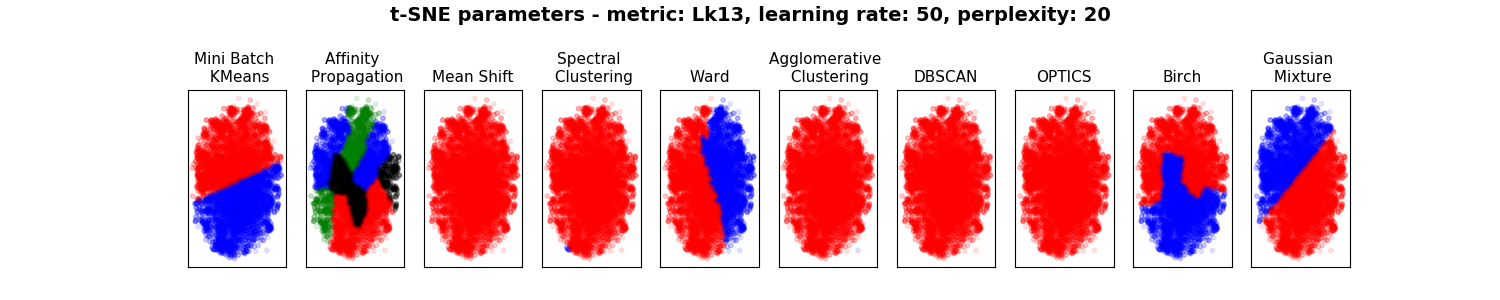 t-SNE parameters - metric: Lk13, learning rate: 50, perplexity: 20
Mini Batch
KMeans
Affinity
Propagation
Mean Shift
Spectral
Clustering
Ward
Agglomerative
Clustering
DBSCAN
OPTICS
Birch
Gaussian
Mixture